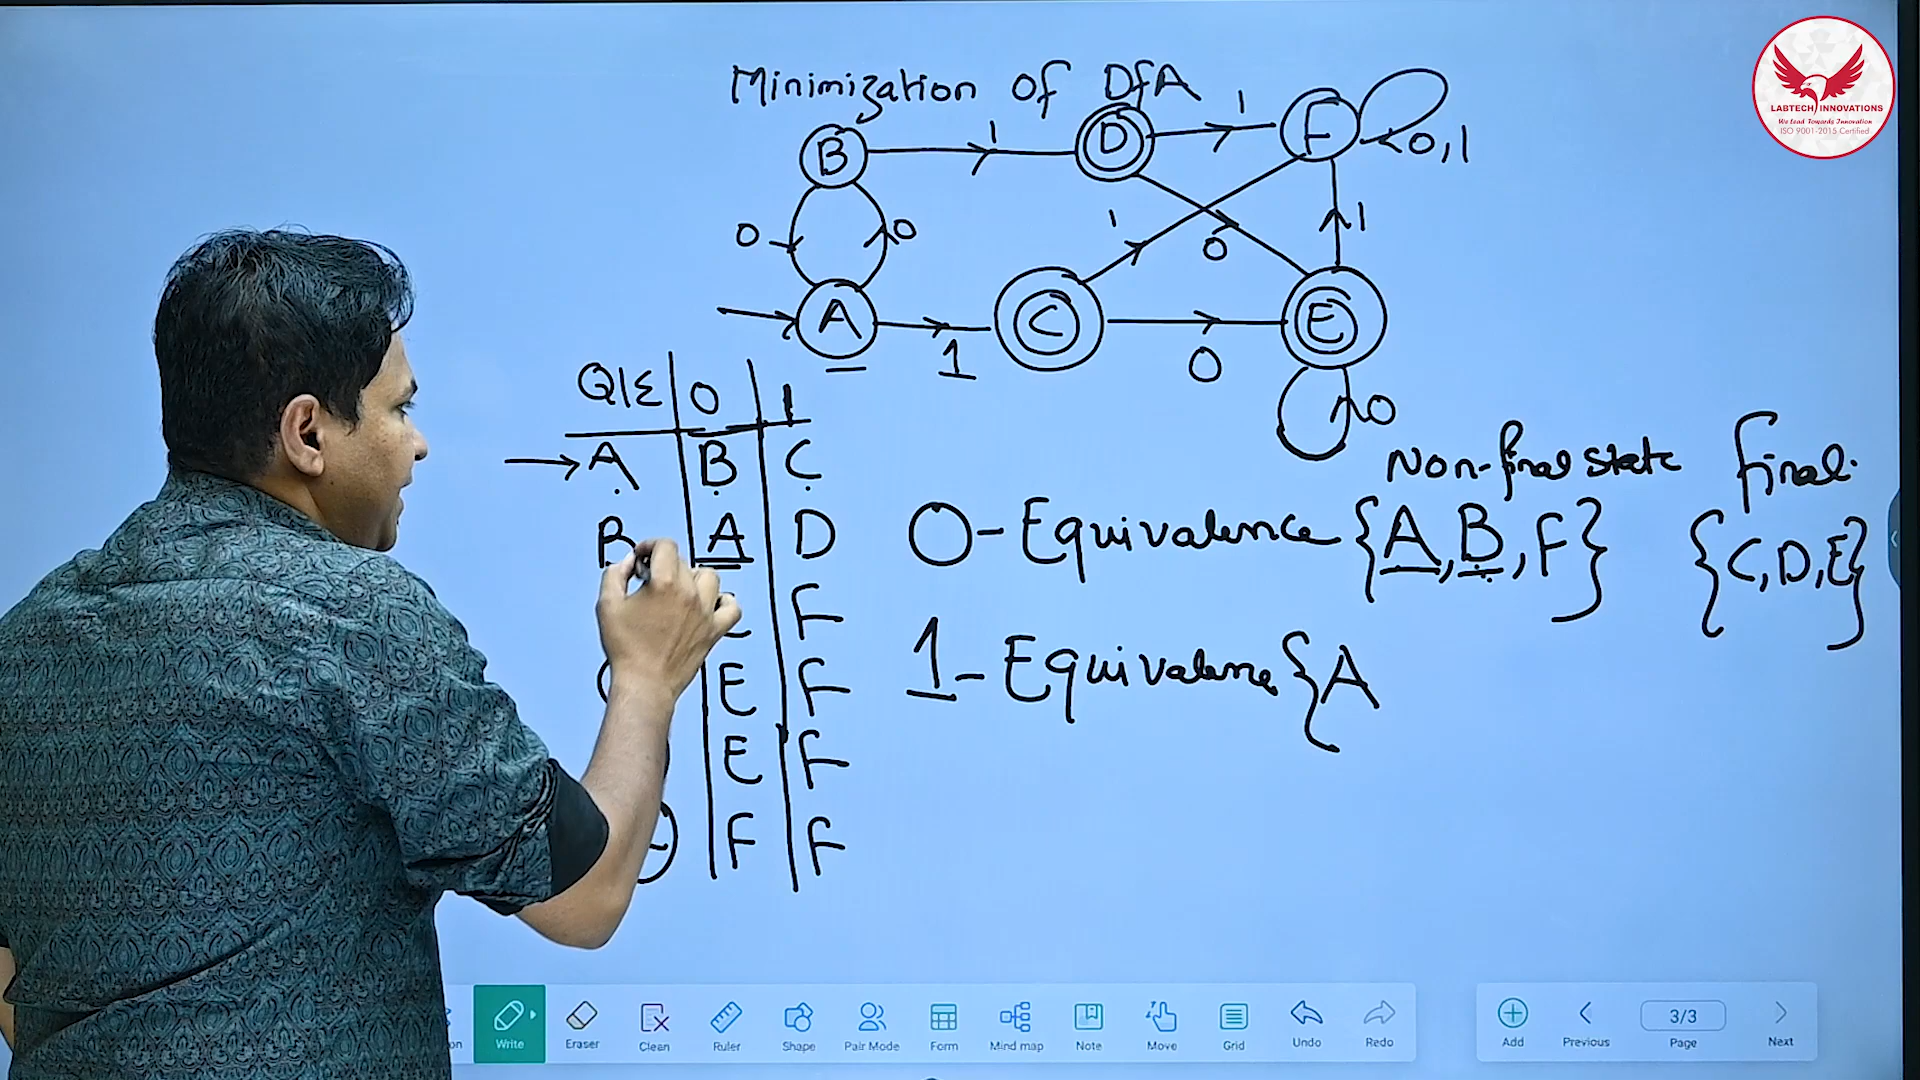 Minimization of DFA
B
1
D
1
F
0,1
0
0
1
0
1
A
1
C
0
E
0
Q|Σ 0 1
A B C
B A D
F
E F
E F
F F
Non-final state final.
0-Equivalence {A, B, F} {C, D, E}
1-Equivalence {A
LABTECH INNOVATIONS
We Lead Towards Innovation
ISO 9001-2015 Certified
Write Eraser Clean Ruler Shape Pair Mode Form Mind map Note Move Grid Undo Redo
3/3
Add Previous Page Next